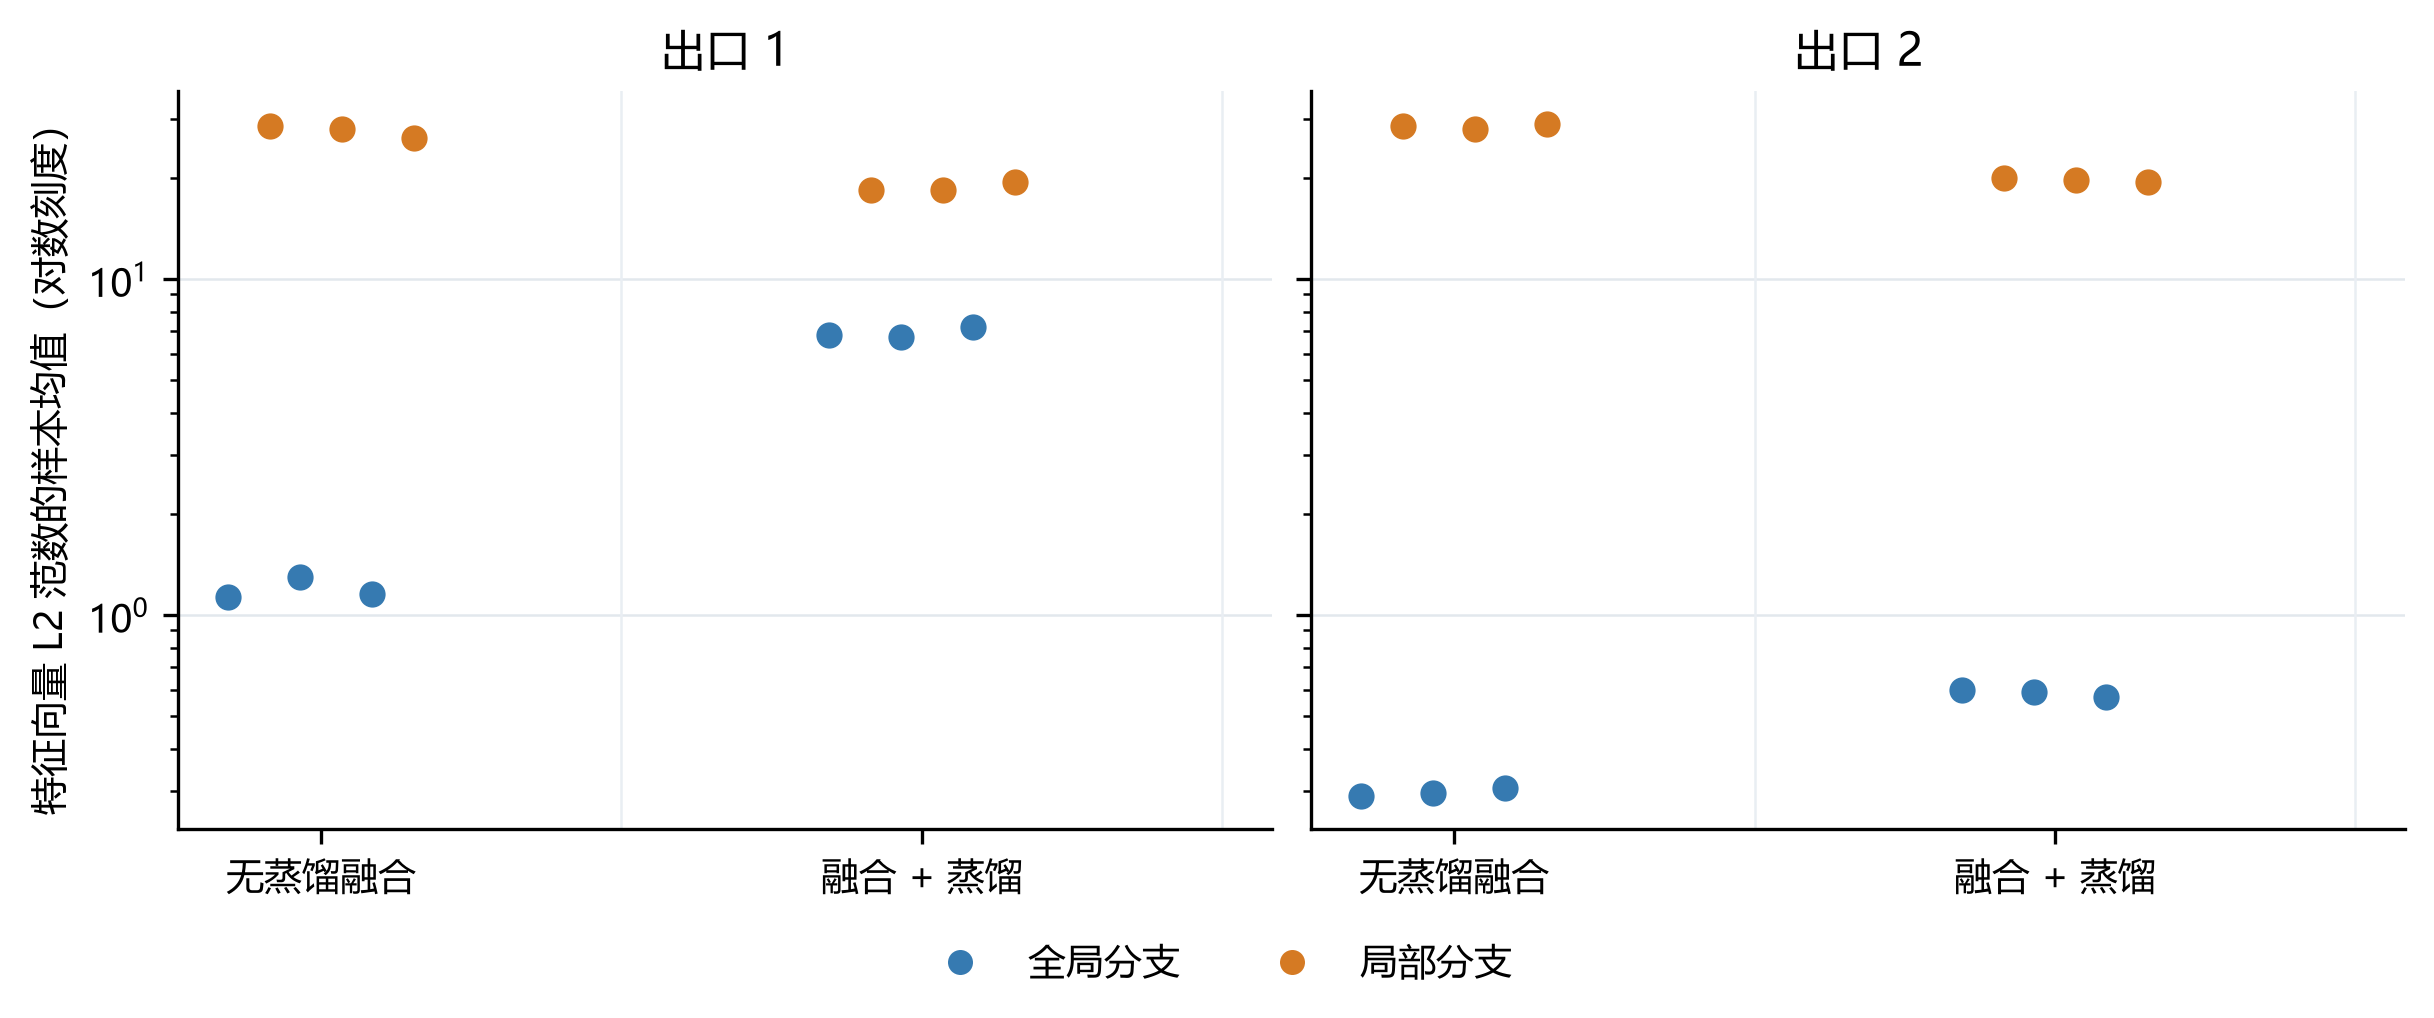 出口 1
出口 2
特征向量 L2 范数的样本均值（对数刻度）
10¹
10⁰
无蒸馏融合
融合 + 蒸馏
无蒸馏融合
融合 + 蒸馏
全局分支
局部分支